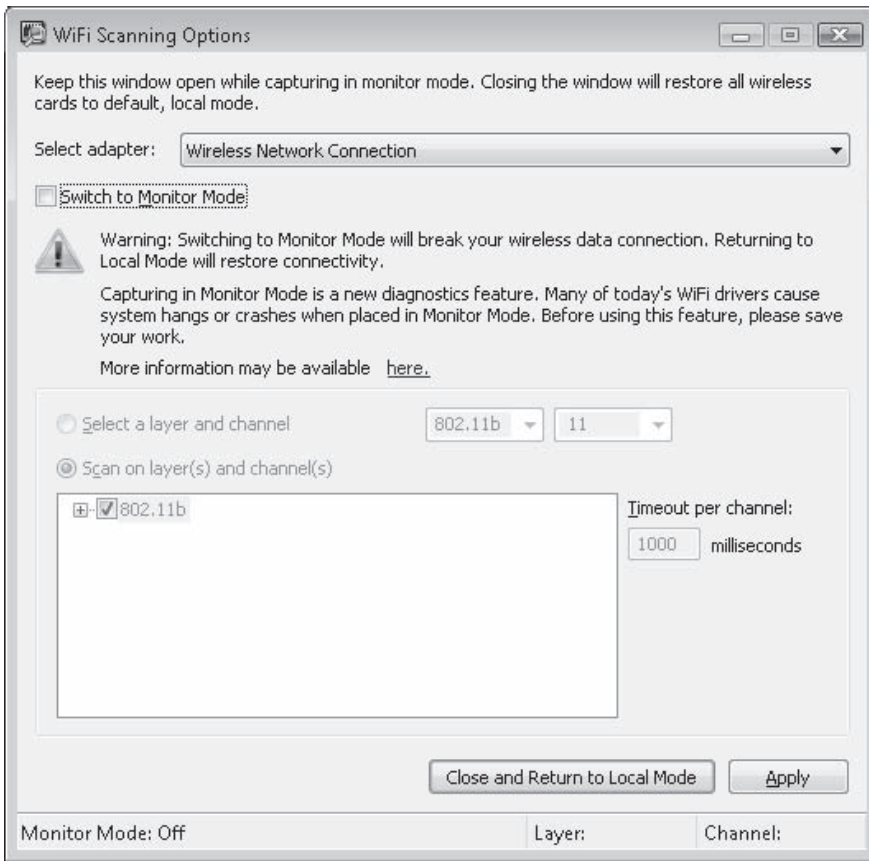 WiFi Scanning Options
Keep this window open while capturing in monitor mode. Closing the window will restore all wireless
cards to default, local mode.
Select adapter: Wireless Network Connection
Switch to Monitor Mode
Warning: Switching to Monitor Mode will break your wireless data connection. Returning to
Local Mode will restore connectivity.
Capturing in Monitor Mode is a new diagnostics feature. Many of today's WiFi drivers cause
system hangs or crashes when placed in Monitor Mode. Before using this feature, please save
your work.
More information may be available here.
Select a layer and channel 802.11b 11
Scan on layer(s) and channel(s)
802.11b
Timeout per channel:
1000 milliseconds
Close and Return to Local Mode Apply
Monitor Mode: Off Layer: Channel: